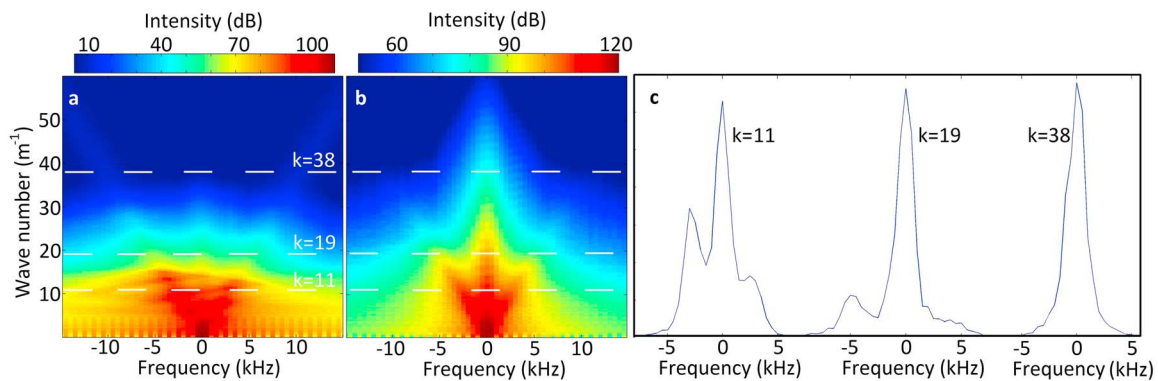 Intensity (dB) Intensity (dB)
10 40 70 100 60 90 120
a b c
Wave number (m⁻¹)
50
40
30
20
10
k=38
k=19
k=11
k=11 k=19 k=38
-10 -5 0 5 10 -10 -5 0 5 10 -5 0 5 -5 0 5 -5 0 5
Frequency (kHz) Frequency (kHz) Frequency (kHz) Frequency (kHz) Frequency (kHz)